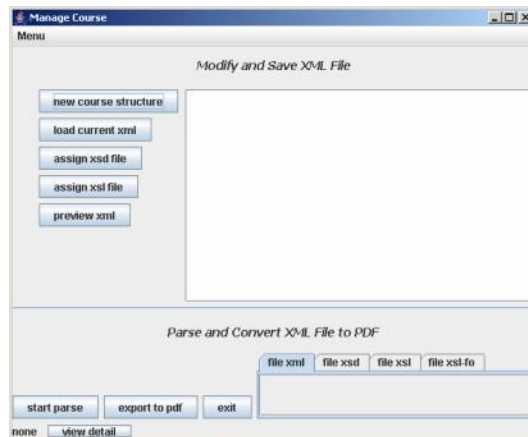 Manage Course
Menu
Modify and Save XML File
new course structure
load current xml
assign xsd file
assign xsl file
preview xml
Parse and Convert XML File to PDF
file xml file xsd file xsl file xsl-fo
start parse export to pdf exit
none view detail